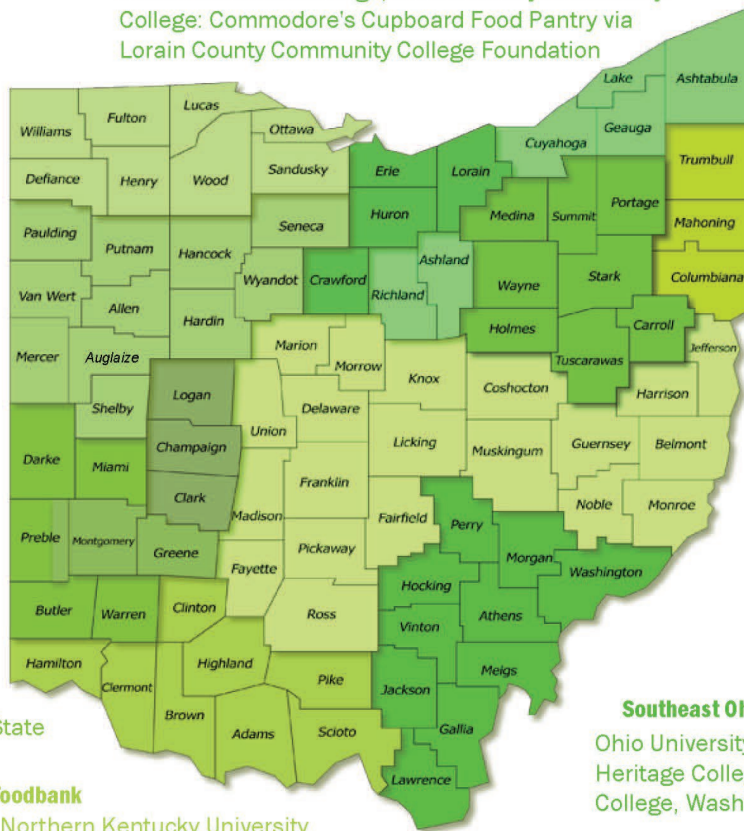 College: Commodore's Cupboard Food Pantry via
Lorain County Community College Foundation
Lake
Ashtabula
Lucas
Fulton
Williams
Ottawa
Geauga
Cuyahoga
Trumbull
Defiance
Henry
Wood
Sandusky
Erie
Lorain
Portage
Huron
Medina
Summit
Mahoning
Paulding
Putnam
Hancock
Seneca
Ashland
Columbiana
Van Wert
Allen
Wyandot
Crawford
Richland
Wayne
Stark
Hardin
Holmes
Carroll
Mercer
Auglaize
Marion
Morrow
Jefferson
Tuscarawas
Knox
Coshocton
Harrison
Logan
Shelby
Delaware
Union
Champaign
Licking
Muskingum
Guernsey
Belmont
Darke
Miami
Franklin
Clark
Noble
Monroe
Madison
Fairfield
Perry
Preble
Montgomery
Greene
Pickaway
Morgan
Washington
Fayette
Hocking
Butler
Warren
Clinton
Ross
Athens
Vinton
Hamilton
Highland
Pike
Meigs
Clermont
Jackson
Brown
Adams
Scioto
Gallia
Lawrence
State
Southeast Oh
Ohio University
Heritage Colle
College, Wash
oodbank
Northern Kentucky University